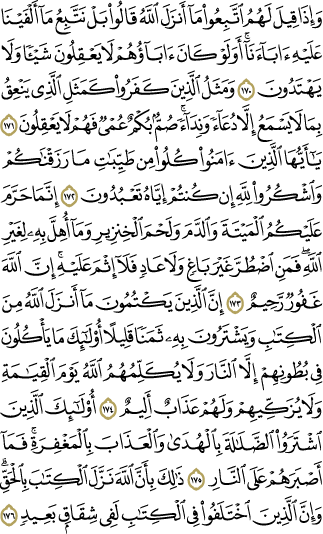 وَإِذَا قِيلَ لَهُمُ ٱتَّبِعُوا۟ مَآ أَنزَلَ ٱللَّهُ قَالُوا۟ بَلْ نَتَّبِعُ مَآ أَلْفَيْنَا
عَلَيْهِ ءَابَآءَنَآ ۗ أَوَلَوْ كَانَ ءَابَآؤُهُمْ لَا يَعْقِلُونَ شَيْـًٔا وَلَا
يَهْتَدُونَ ١٧٠ وَمَثَلُ ٱلَّذِينَ كَفَرُوا۟ كَمَثَلِ ٱلَّذِى يَنْعِقُ
بِمَا لَا يَسْمَعُ إِلَّا دُعَآءً وَنِدَآءً ۚ صُمٌّۢ بُكْمٌ عُمْىٌ فَهُمْ لَا يَعْقِلُونَ ١٧١
يَـٰٓأَيُّهَا ٱلَّذِينَ ءَامَنُوا۟ كُلُوا۟ مِن طَيِّبَـٰتِ مَا رَزَقْنَـٰكُمْ
وَٱشْكُرُوا۟ لِلَّهِ إِن كُنتُمْ إِيَّاهُ تَعْبُدُونَ ١٧٢ إِنَّمَا حَرَّمَ
عَلَيْكُمُ ٱلْمَيْتَةَ وَٱلدَّمَ وَلَحْمَ ٱلْخِنزِيرِ وَمَآ أُهِلَّ بِهِۦ لِغَيْرِ
ٱللَّهِ ۖ فَمَنِ ٱضْطُرَّ غَيْرَ بَاغٍ وَلَا عَادٍ فَلَآ إِثْمَ عَلَيْهِ ۚ إِنَّ ٱللَّهَ
غَفُورٌ رَّحِيمٌ ١٧٣ إِنَّ ٱلَّذِينَ يَكْتُمُونَ مَآ أَنزَلَ ٱللَّهُ مِنَ
ٱلْكِتَـٰبِ وَيَشْتَرُونَ بِهِۦ ثَمَنًا قَلِيلًا ۙ أُو۟لَـٰٓئِكَ مَا يَأْكُلُونَ
فِى بُطُونِهِمْ إِلَّا ٱلنَّارَ وَلَا يُكَلِّمُهُمُ ٱللَّهُ يَوْمَ ٱلْقِيَـٰمَةِ
وَلَا يُزَكِّيهِمْ وَلَهُمْ عَذَابٌ أَلِيمٌ ١٧٤ أُو۟لَـٰٓئِكَ ٱلَّذِينَ
ٱشْتَرَوُا۟ ٱلضَّلَـٰلَةَ بِٱلْهُدَىٰ وَٱلْعَذَابَ بِٱلْمَغْفِرَةِ ۚ فَمَآ
أَصْبَرَهُمْ عَلَى ٱلنَّارِ ١٧٥ ذَٰلِكَ بِأَنَّ ٱللَّهَ نَزَّلَ ٱلْكِتَـٰبَ بِٱلْحَقِّ ۗ
وَإِنَّ ٱلَّذِينَ ٱخْتَلَفُوا۟ فِى ٱلْكِتَـٰبِ لَفِى شِقَاقٍۭ بَعِيدٍ ١٧٦